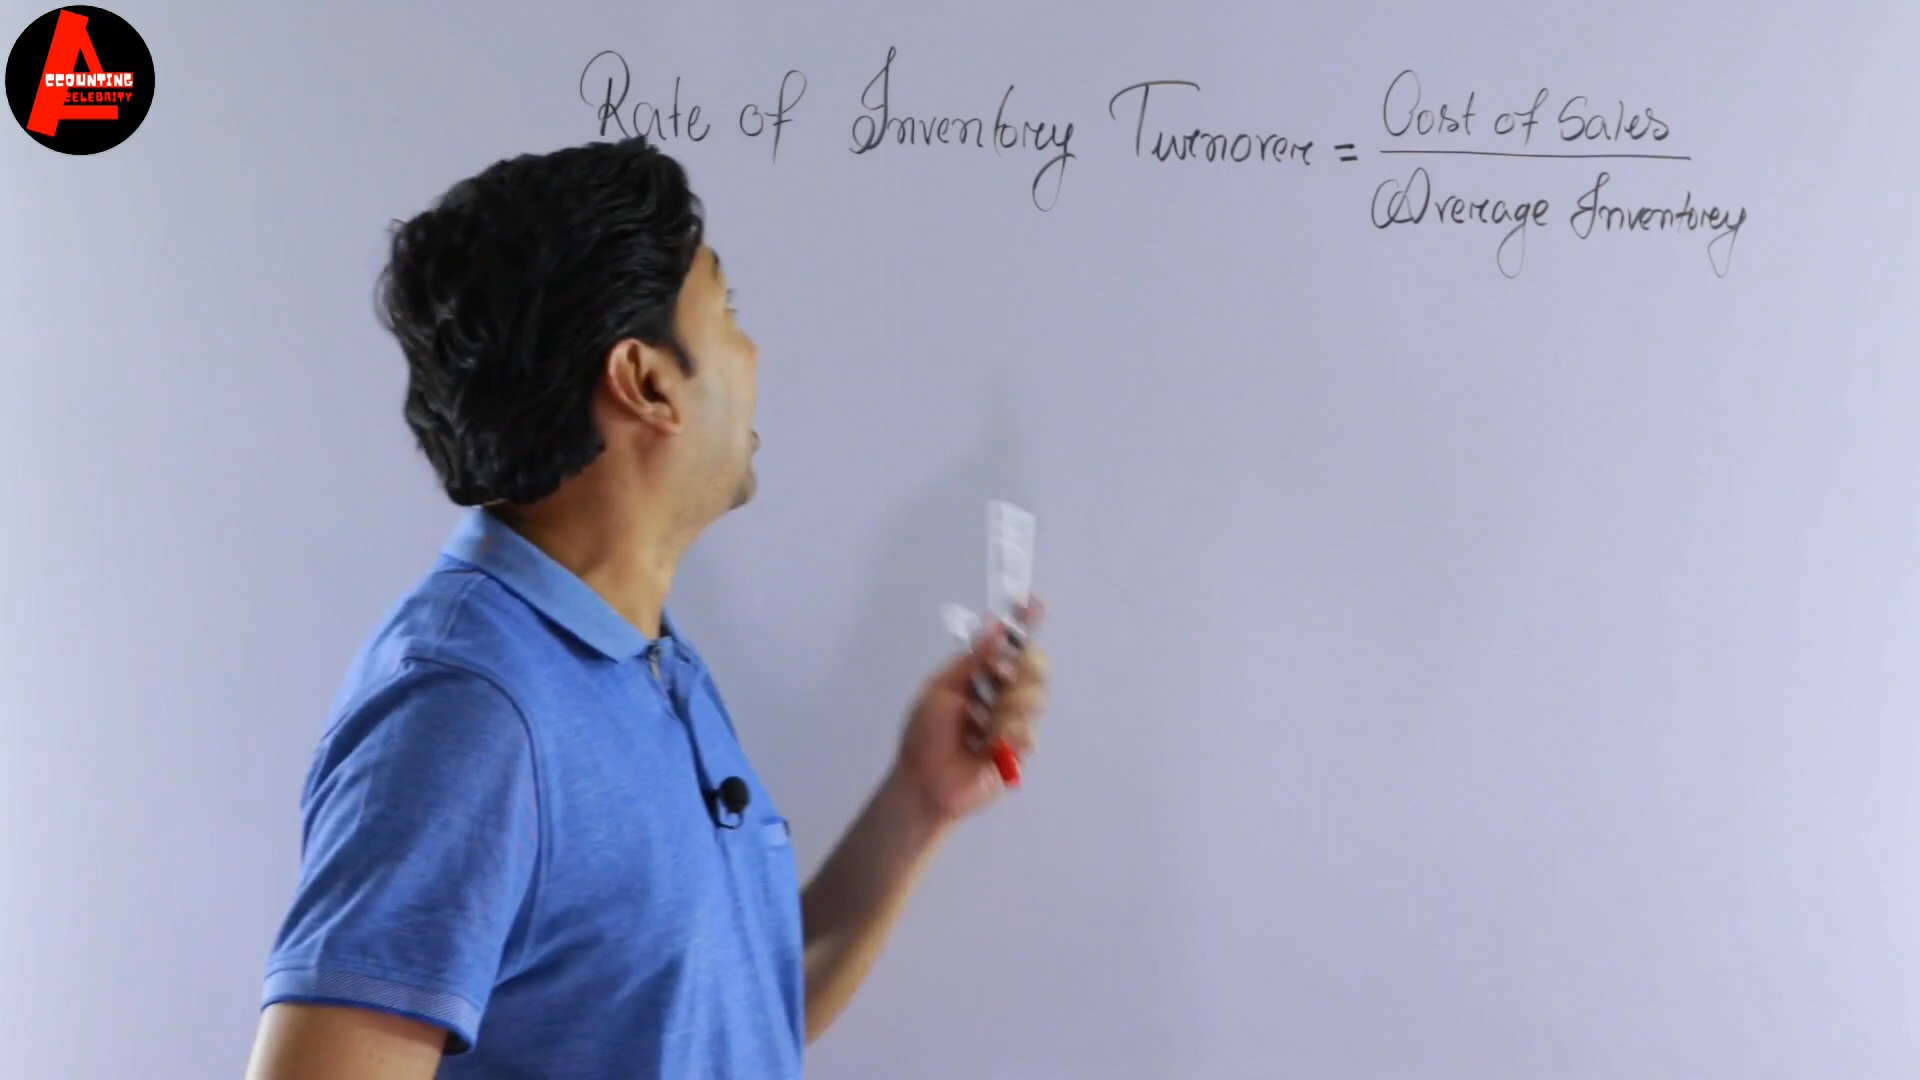 ACCOUNTING
CELEBRITY
Rate of Inventory Turnover = Cost of Sales
Average Inventory